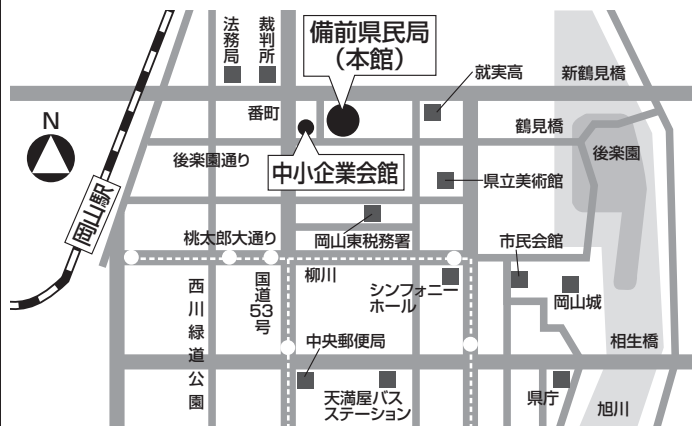 法務局
裁判所
備前県民局
（本館）
就実高
新鶴見橋
番町
鶴見橋
N
後楽園通り
中小企業会館
後楽園
県立美術館
岡山駅
桃太郎大通り
岡山東税務署
市民会館
西川緑道公園
国道53号
柳川
シンフォニー
ホール
岡山城
中央郵便局
相生橋
天満屋バス
ステーション
県庁
旭川